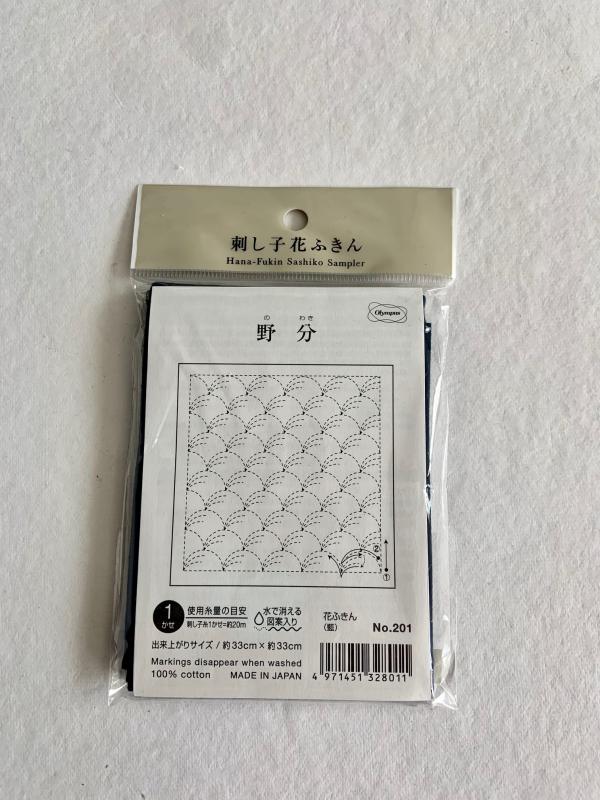 刺し子花ふきん
Hana-Fukin Sashiko Sampler
Olympus
の わき
野分
②
①
1
かせ
使用糸量の目安
刺し子糸1かせ=約20m
水で消える
図案入り
花ふきん
(藍)
No.201
出来上がりサイズ/約33cm×約33cm
Markings disappear when washed
100% cotton
MADE IN JAPAN
4 971451 328011